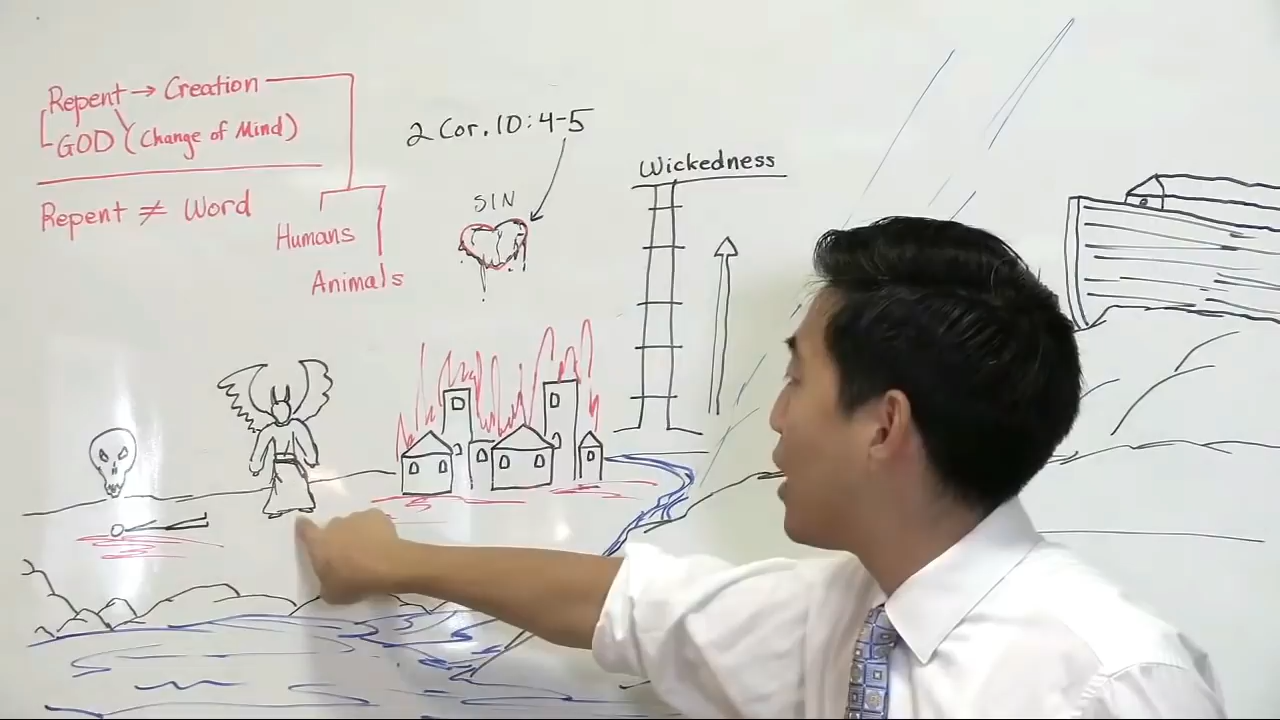 Repent → Creation
GOD (Change of Mind)
Repent ≠ Word
Humans
Animals
2 Cor. 10:4-5
SIN
Wickedness